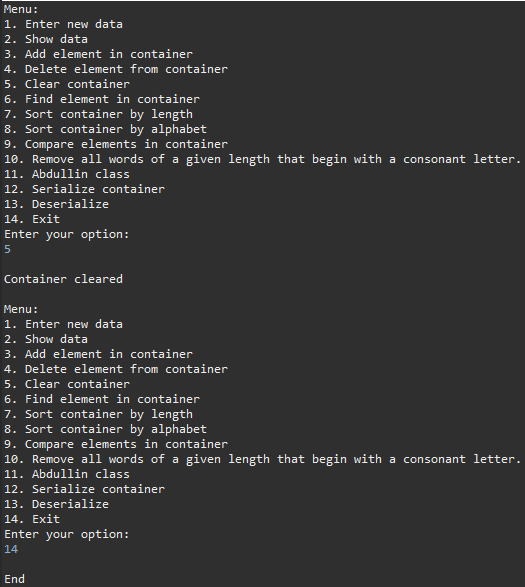 Menu:
1. Enter new data
2. Show data
3. Add element in container
4. Delete element from container
5. Clear container
6. Find element in container
7. Sort container by length
8. Sort container by alphabet
9. Compare elements in container
10. Remove all words of a given length that begin with a consonant letter.
11. Abdullin class
12. Serialize container
13. Deserialize
14. Exit
Enter your option:
5
Container cleared
Menu:
1. Enter new data
2. Show data
3. Add element in container
4. Delete element from container
5. Clear container
6. Find element in container
7. Sort container by length
8. Sort container by alphabet
9. Compare elements in container
10. Remove all words of a given length that begin with a consonant letter.
11. Abdullin class
12. Serialize container
13. Deserialize
14. Exit
Enter your option:
14
End